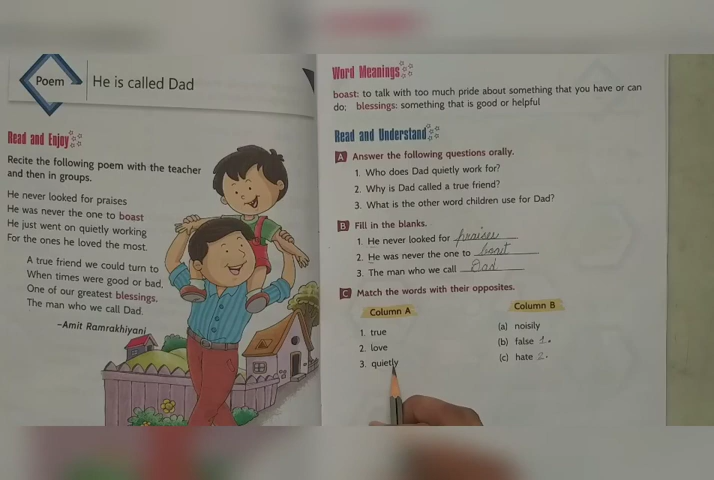 Poem
He is called Dad
Read and Enjoy
Recite the following poem with the teacher
and then in groups.
He never looked for praises
He was never the one to boast
He just went on quietly working
For the ones he loved the most.
A true friend we could turn to
When times were good or bad.
One of our greatest blessings.
The man who we call Dad.
–Amit Ramrakhiyani
Word Meanings
boast: to talk with too much pride about something that you have or can
do; blessings: something that is good or helpful
Read and Understand
A Answer the following questions orally.
1. Who does Dad quietly work for?
2. Why is Dad called a true friend?
3. What is the other word children use for Dad?
B Fill in the blanks.
1. He never looked for praises
2. He was never the one to boast
3. The man who we call Dad
C Match the words with their opposites.
Column A
Column B
1. true
(a) noisily
2. love
(b) false 1.
3. quietly
(c) hate 2.